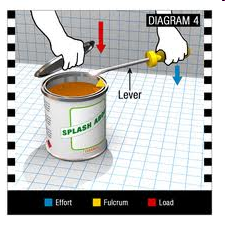 DIAGRAM 4
Lever
SPLASH
Effort Fulcrum Load